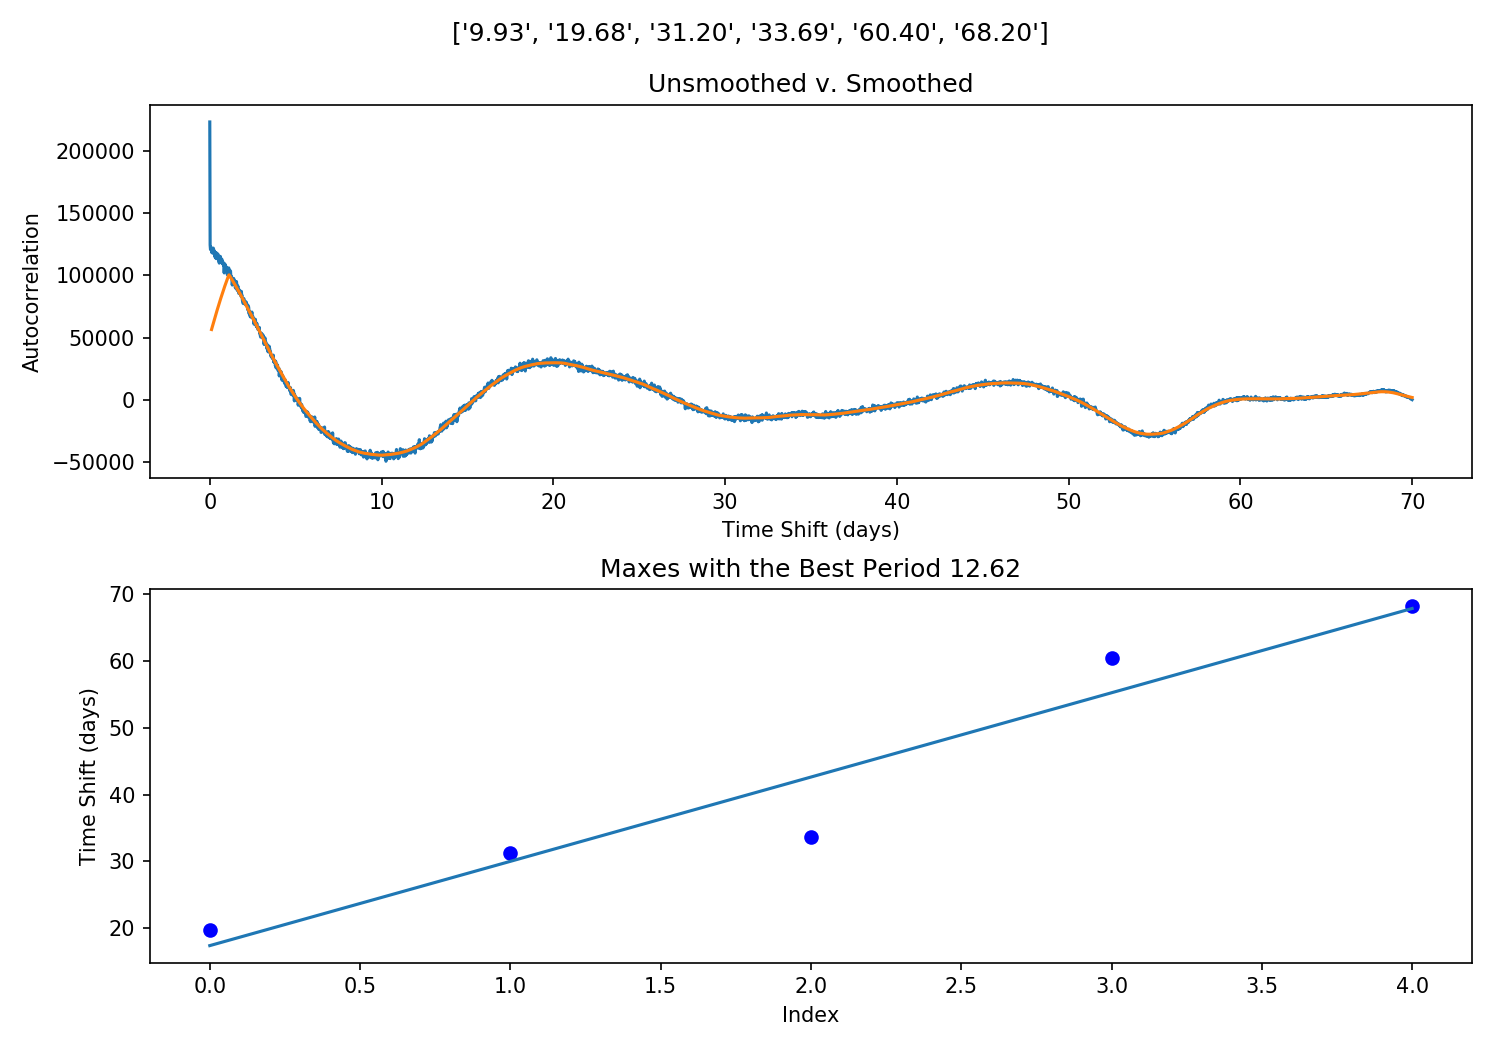 ['9.93', '19.68', '31.20', '33.69', '60.40', '68.20']
Unsmoothed v. Smoothed
200000
150000
100000
50000
0
−50000
Autocorrelation
0 10 20 30 40 50 60 70
Time Shift (days)
Maxes with the Best Period 12.62
70
60
50
40
30
20
Time Shift (days)
0.0 0.5 1.0 1.5 2.0 2.5 3.0 3.5 4.0
Index